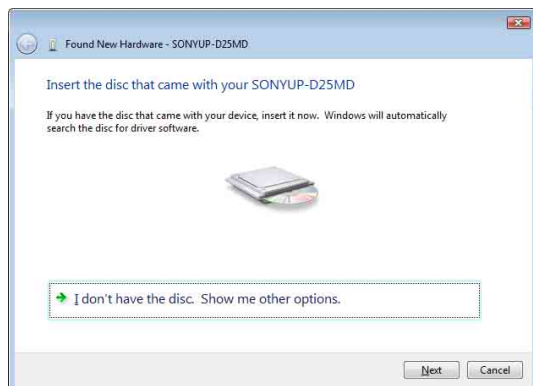 Found New Hardware - SONYUP-D25MD
Insert the disc that came with your SONYUP-D25MD
If you have the disc that came with your device, insert it now. Windows will automatically
search the disc for driver software.
I don't have the disc. Show me other options.
Next Cancel